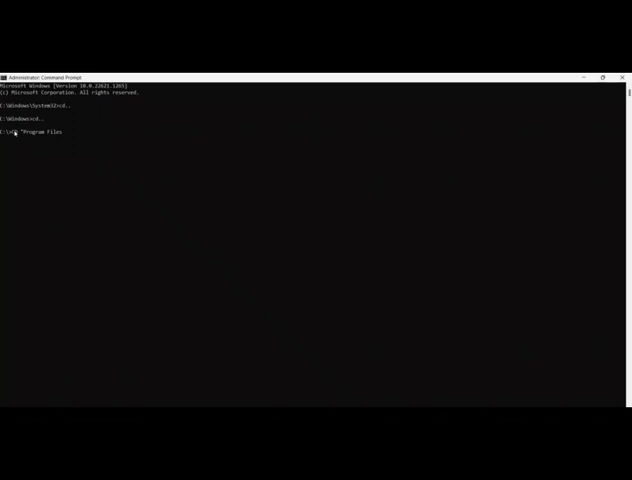 Administrator: Command Prompt
Microsoft Windows [Version 10.0.22621.1265]
(c) Microsoft Corporation. All rights reserved.
C:\Windows\System32>cd..
C:\Windows>cd..
C:\>CD "Program Files